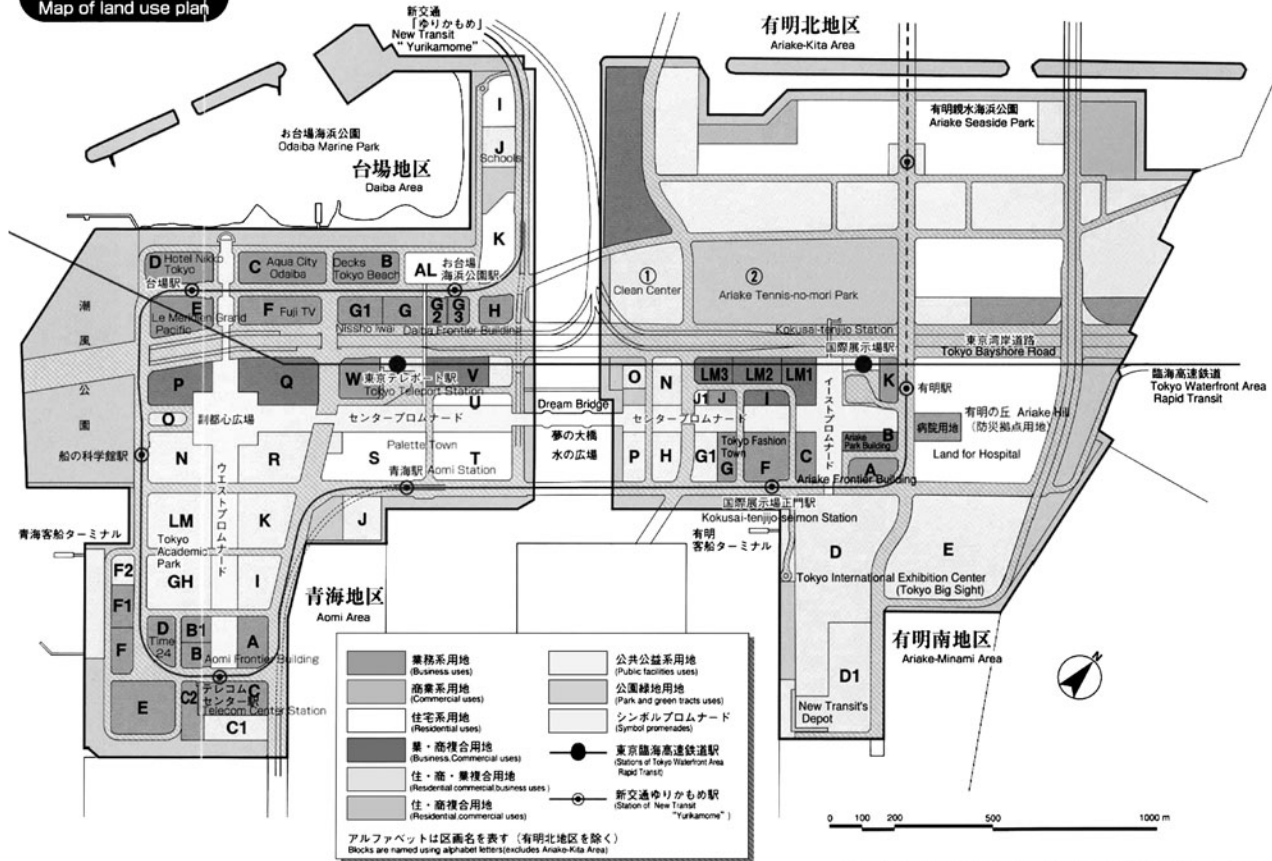 Map of land use plan
新交通
「ゆりかもめ」
New Transit
"Yurikamome"
有明北地区
Ariake-Kita Area
お台場海浜公園
Odaiba Marine Park
台場地区
Daiba Area
I
J
Schools
K
有明親水海浜公園
Ariake Seaside Park
D Hotel Nikko
Tokyo
台場駅
C Aqua City
Odaiba
Decks B
Tokyo Beach
AL
お台場
海浜公園駅
①
Clean Center
②
Ariake Tennis-no-mori Park
潮風公園
E
Le Meridien Grand
Pacific
F Fuji TV
G1
Nissho Iwai
G
G2
G3
Daiba Frontier Building
H
Kokusai-tenjijo Station
国際展示場駅
東京湾岸道路
Tokyo Bayshore Road
P
Q
W
東京テレポート駅
Tokyo Teleport Station
V
U
O
N
LM3
LM2
LM1
K
有明駅
臨海高速鉄道
Tokyo Waterfront Area
Rapid Transit
J1
J
I
イーストプロムナード
O
副都心広場
センタープロムナード
Dream Bridge
夢の大橋
水の広場
センタープロムナード
有明の丘 Ariake Hill
(防災拠点用地)
病院用地
Land for Hospital
船の科学館駅
N
R
Palette Town
S
T
青海駅 Aomi Station
P
H
G1
Tokyo Fashion
Town
G
F
C
Ariake
Park Building
B
A
Ariake Frontier Building
ウエストプロムナード
国際展示場正門駅
Kokusai-tenjijo-seimon Station
青海客船ターミナル
LM
Tokyo
Academic
Park
K
J
有明
客船ターミナル
D
E
F2
GH
I
Tokyo International Exhibition Center
(Tokyo Big Sight)
F1
青海地区
Aomi Area
有明南地区
Ariake-Minami Area
F
D
Time
24
B1
B
A
Aomi Frontier Building
テレコム
センター駅
Telecom Center Station
E
C2
C
C1
D1
New Transit's
Depot
N
業務系用地
(Business uses)
商業系用地
(Commercial uses)
住宅系用地
(Residential uses)
業・商複合用地
(Business,Commercial uses)
住・商・業複合用地
(Residential commercial,business uses)
住・商複合用地
(Residential,commercial uses)
公共公益系用地
(Public facilities uses)
公園緑地用地
(Park and green tracts uses)
シンボルプロムナード
(Symbol promenades)
東京臨海高速鉄道駅
(Stations of Tokyo Waterfront Area
Rapid Transit)
新交通ゆりかもめ駅
(Station of New Transit
"Yurikamome")
アルファベットは区画名を表す（有明北地区を除く）
Blocks are named using alphabet letters(excludes Ariake-Kita Area)
0 100 200 500 1000 m